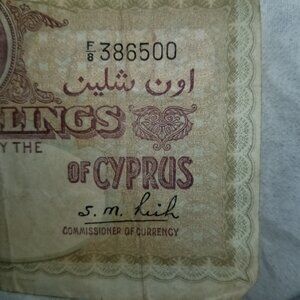 F/8 386500
اون شلين
LINGS
Y THE
OF CYPRUS
COMMISSIONER OF CURRENCY